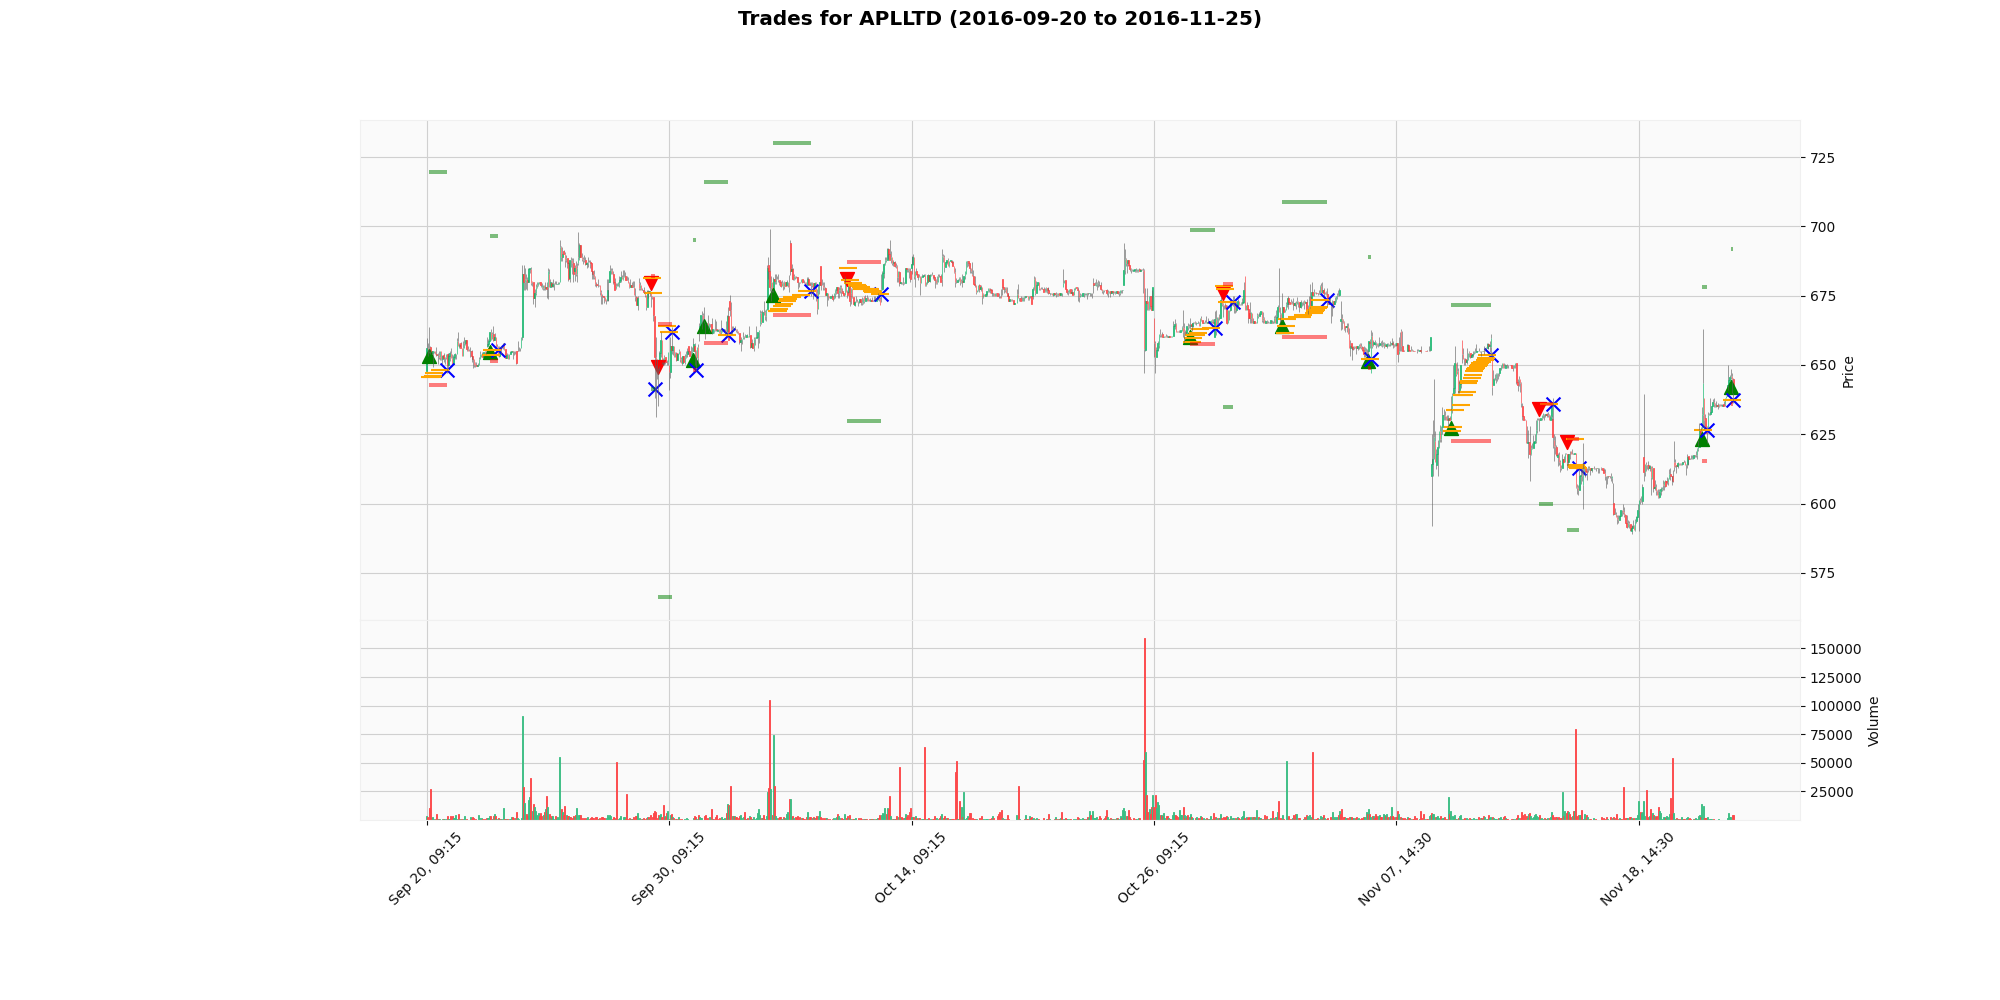 Trades for APLLTD (2016-09-20 to 2016-11-25)
725
700
675
650
625
600
575
Price
150000
125000
100000
75000
50000
25000
Volume
Sep 20, 09:15
Sep 30, 09:15
Oct 14, 09:15
Oct 26, 09:15
Nov 07, 14:30
Nov 18, 14:30